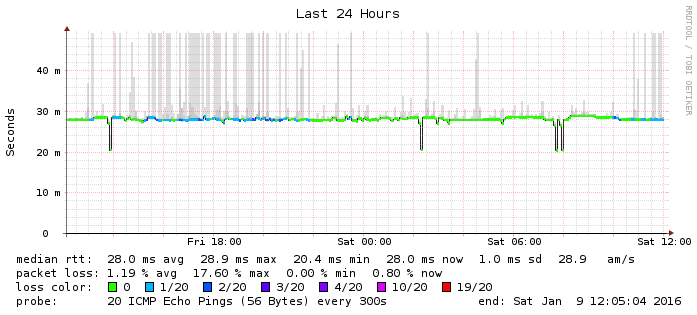 Last 24 Hours
RRDTOOL / TOBI OETIKER
Seconds
40 m
30 m
20 m
10 m
0
Fri 18:00 Sat 00:00 Sat 06:00 Sat 12:00
median rtt: 28.0 ms avg 28.9 ms max 20.4 ms min 28.0 ms now 1.0 ms sd 28.9 am/s
packet loss: 1.19 % avg 17.60 % max 0.00 % min 0.80 % now
loss color: 0 1/20 2/20 3/20 4/20 10/20 19/20
probe: 20 ICMP Echo Pings (56 Bytes) every 300s end: Sat Jan 9 12:05:04 2016